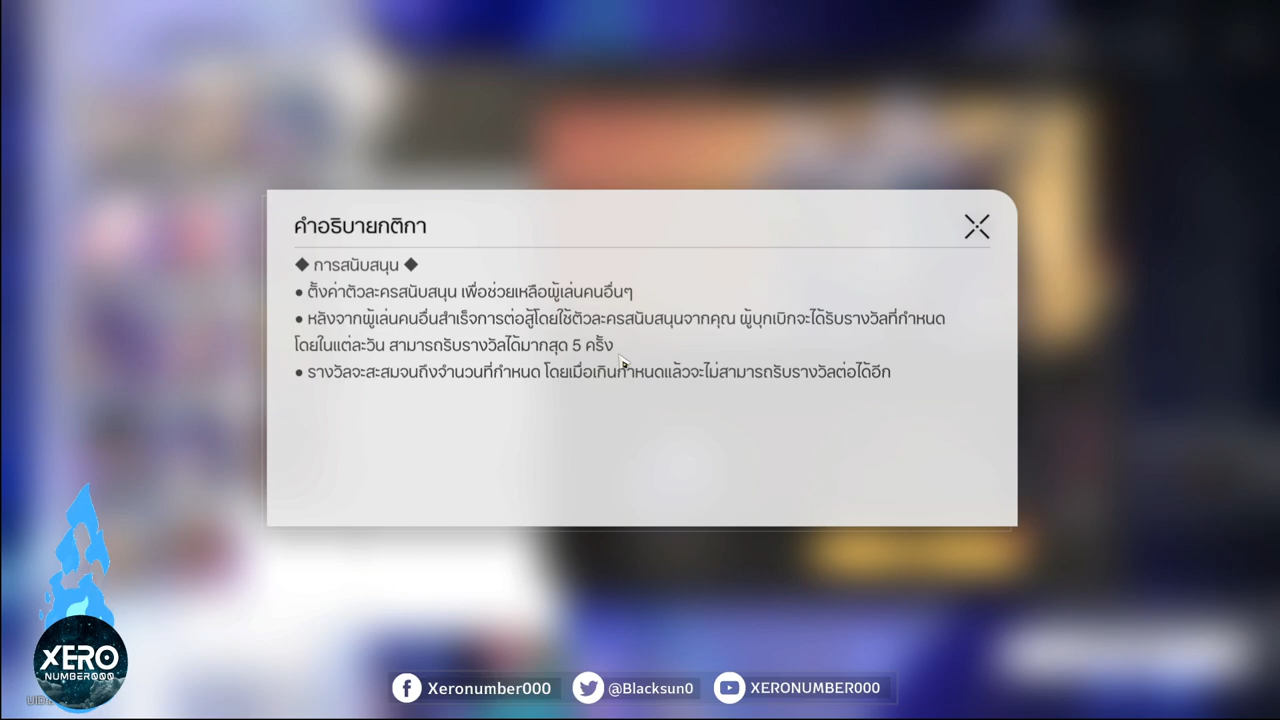 คำอธิบายกติกา
◆ การสนับสนุน ◆
● ตั้งค่าตัวละครสนับสนุน เพื่อช่วยเหลือผู้เล่นคนอื่นๆ
● หลังจากผู้เล่นคนอื่นสำเร็จการต่อสู้โดยใช้ตัวละครสนับสนุนจากคุณ ผู้บุกเบิกจะได้รับรางวัลที่กำหนด
โดยในแต่ละวัน สามารถรับรางวัลได้มากสุด 5 ครั้ง
● รางวัลจะสะสมจนถึงจำนวนที่กำหนด โดยเมื่อเกินกำหนดแล้วจะไม่สามารถรับรางวัลต่อได้อีก
XERO
NUMBER000
Xeronumber000 @Blacksun0 XERONUMBER000